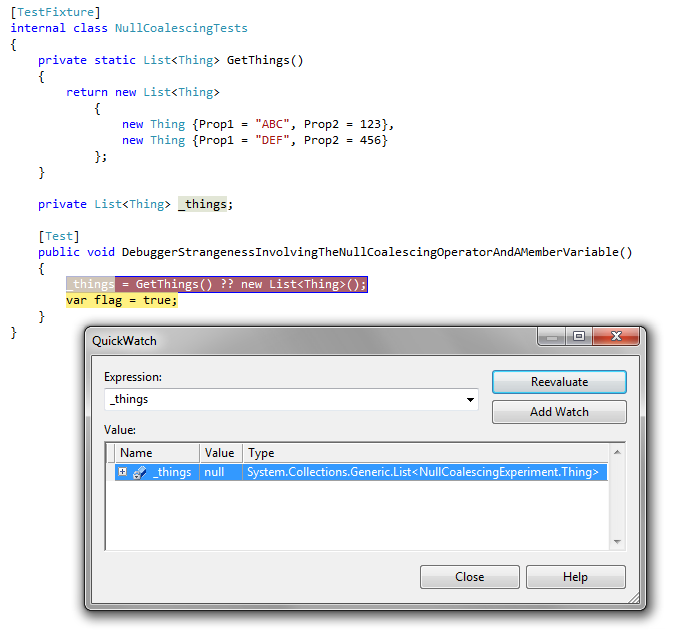 [TestFixture]
internal class NullCoalescingTests
{
    private static List<Thing> GetThings()
    {
        return new List<Thing>
            {
                new Thing {Prop1 = "ABC", Prop2 = 123},
                new Thing {Prop1 = "DEF", Prop2 = 456}
            };
    }
    private List<Thing> _things;
    [Test]
    public void DebuggerStrangenessInvolvingTheNullCoalescingOperatorAndAMemberVariable()
    {
        _things = GetThings() ?? new List<Thing>();
        var flag = true;
    }
}
QuickWatch
Expression:
Reevaluate
_things
Add Watch
Value:
Name Value Type
_things null System.Collections.Generic.List<NullCoalescingExperiment.Thing>
Close Help